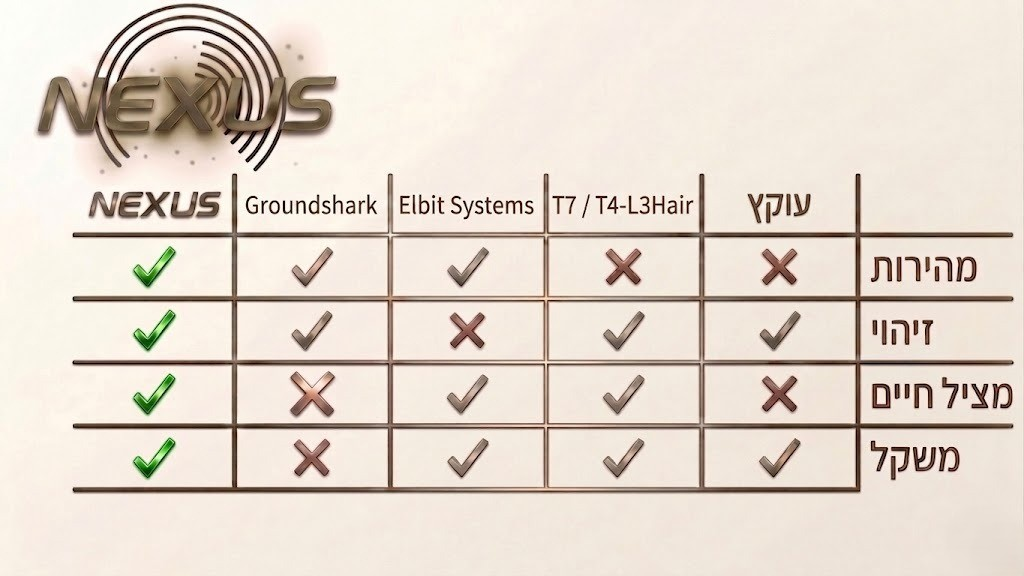 NEXUS
NEXUS Groundshark Elbit Systems T7 / T4-L3Hair עוקץ
מהירות
זיהוי
מציל חיים
משקל